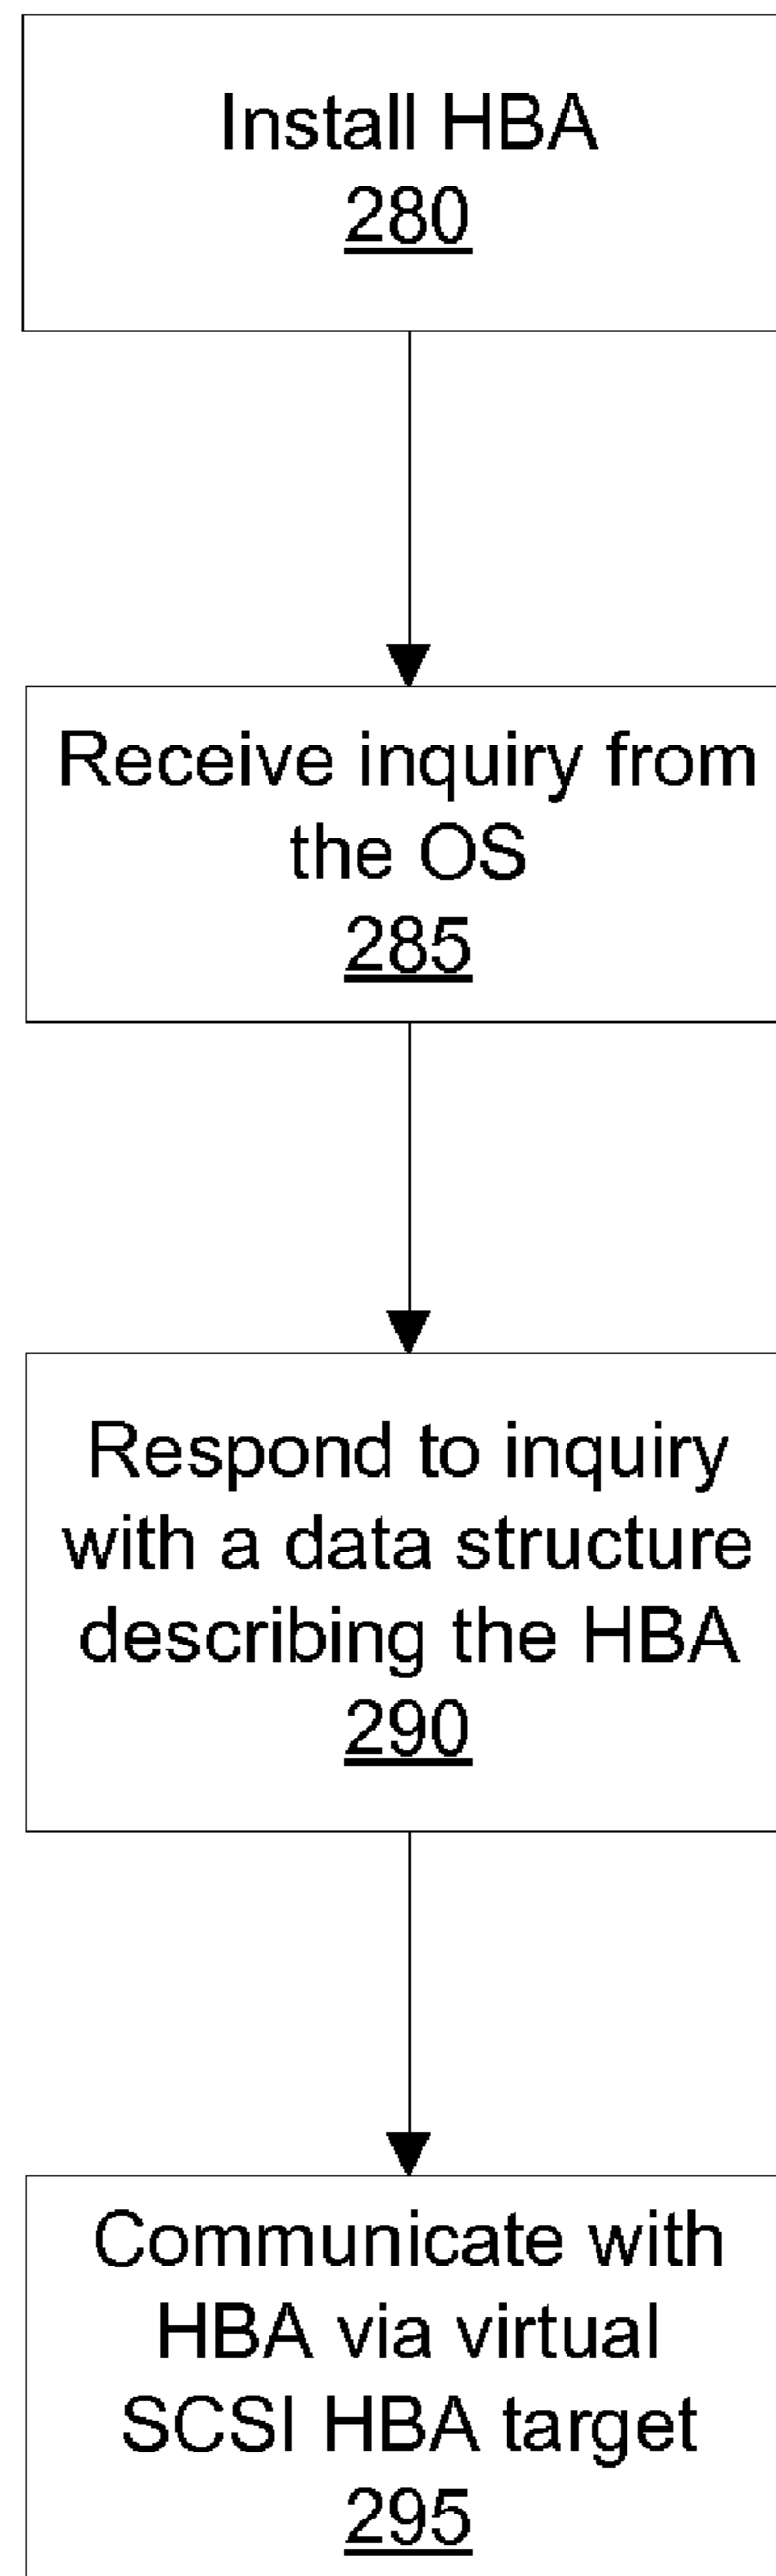 Install HBA
280
Receive inquiry from
the OS
285
Respond to inquiry
with a data structure
describing the HBA
290
Communicate with
HBA via virtual
SCSI HBA target
295